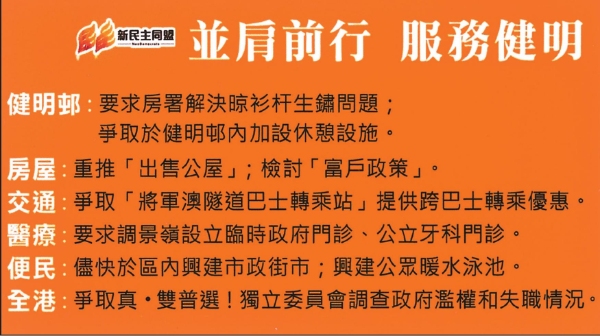 新民主同盟
NeoDemocrats
並肩前行 服務健明
健明邨：要求房署解決晾衫杆生鏽問題；
爭取於健明邨內加設休憩設施。
房屋：重推「出售公屋」；檢討「富戶政策」。
交通：爭取「將軍澳隧道巴士轉乘站」提供跨巴士轉乘優惠。
醫療：要求調景嶺設立臨時政府門診、公立牙科門診。
便民：儘快於區內興建市政街市；興建公眾暖水泳池。
全港：爭取真・雙普選！獨立委員會調查政府濫權和失職情況。